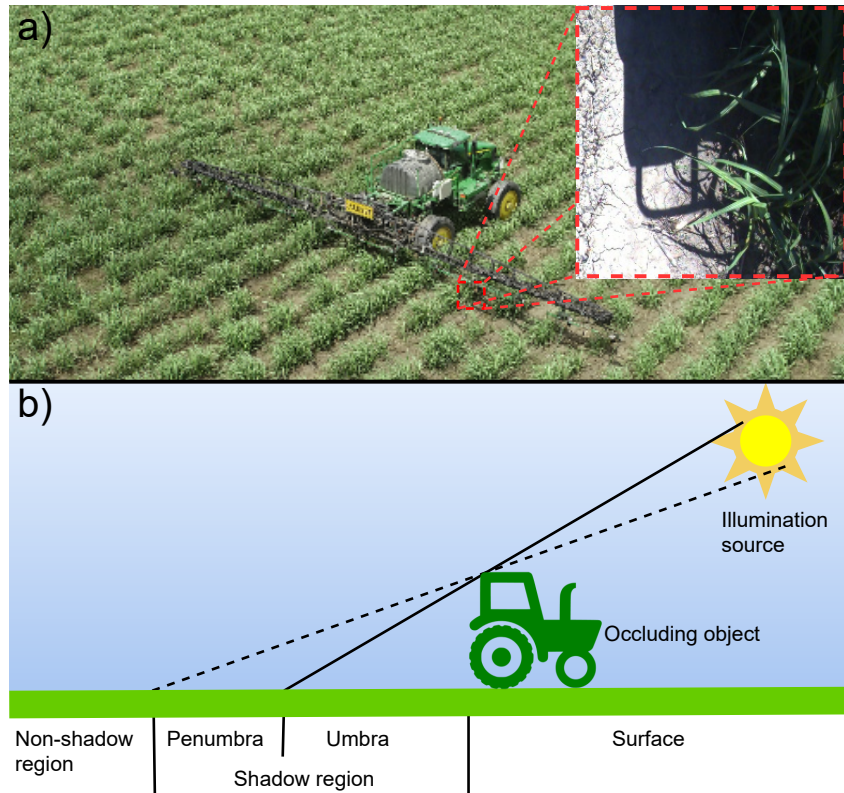 a)
b)
Illumination
source
Occluding object
Non-shadow
region
Penumbra
Umbra
Surface
Shadow region